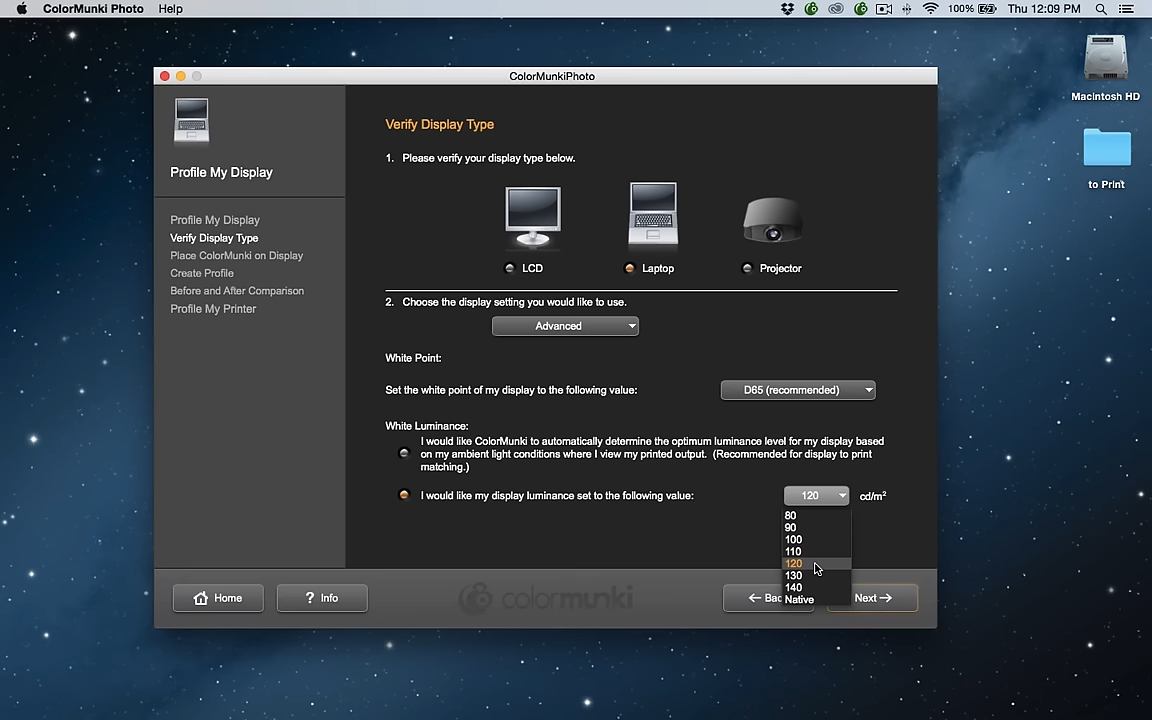 ColorMunki Photo Help
100% Thu 12:09 PM
ColorMunkiPhoto
Macintosh HD
to Print
Profile My Display
Profile My Display
Verify Display Type
Place ColorMunki on Display
Create Profile
Before and After Comparison
Profile My Printer
Verify Display Type
1. Please verify your display type below.
LCD Laptop Projector
2. Choose the display setting you would like to use.
Advanced
White Point:
Set the white point of my display to the following value: D65 (recommended)
White Luminance:
I would like ColorMunki to automatically determine the optimum luminance level for my display based
on my ambient light conditions where I view my printed output. (Recommended for display to print
matching.)
I would like my display luminance set to the following value: 120 cd/m²
80
90
100
110
120
130
140
Native
Home ? Info colormunki Bac Next